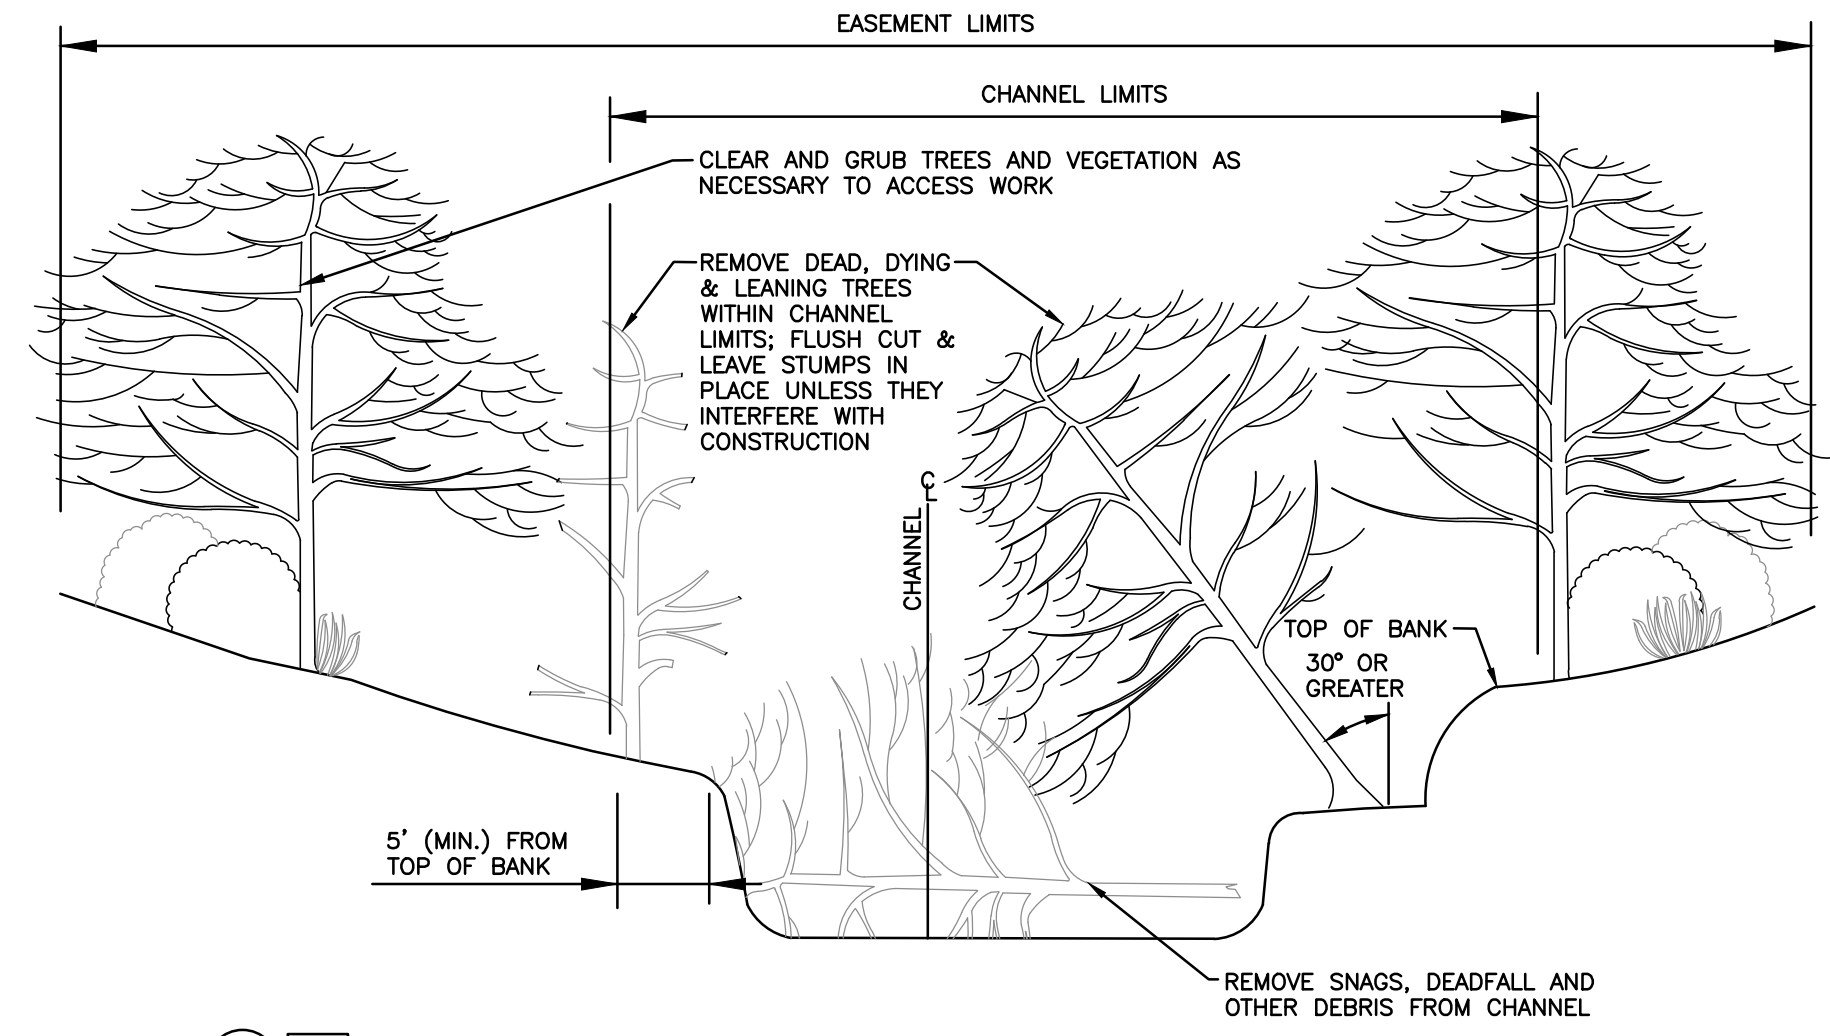 EASEMENT LIMITS
CHANNEL LIMITS
CLEAR AND GRUB TREES AND VEGETATION AS
NECESSARY TO ACCESS WORK
REMOVE DEAD, DYING
& LEANING TREES
WITHIN CHANNEL
LIMITS; FLUSH CUT &
LEAVE STUMPS IN
PLACE UNLESS THEY
INTERFERE WITH
CONSTRUCTION
CHANNEL ℄
TOP OF BANK
30° OR
GREATER
5' (MIN.) FROM
TOP OF BANK
REMOVE SNAGS, DEADFALL AND
OTHER DEBRIS FROM CHANNEL